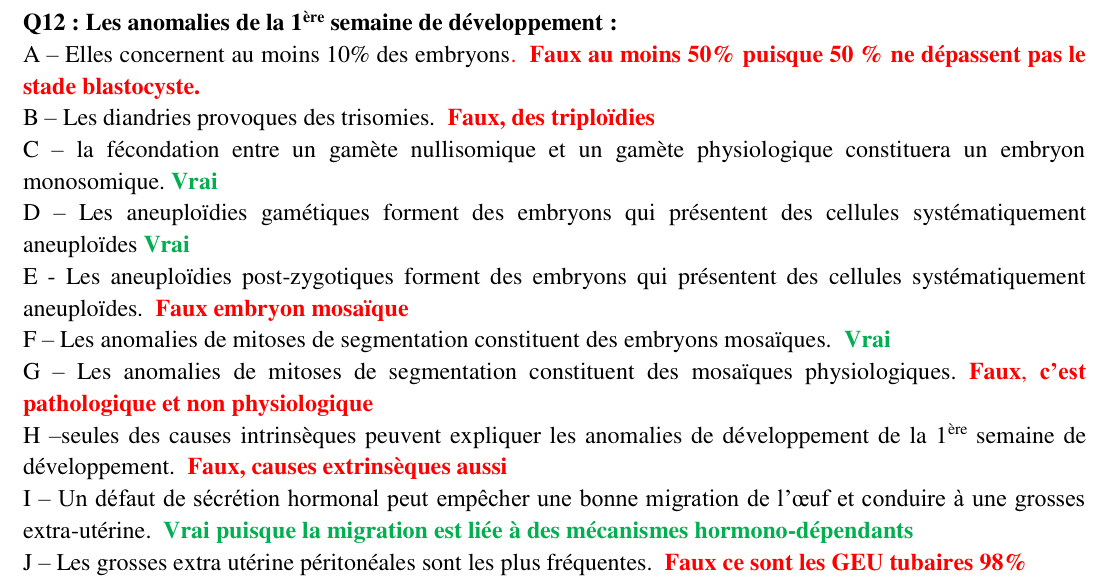 Q12 : Les anomalies de la 1ère semaine de développement :
A – Elles concernent au moins 10% des embryons. Faux au moins 50% puisque 50 % ne dépassent pas le
stade blastocyste.
B – Les diandries provoques des trisomies. Faux, des triploïdies
C – la fécondation entre un gamète nullisomique et un gamète physiologique constituera un embryon
monosomique. Vrai
D – Les aneuploïdies gamétiques forment des embryons qui présentent des cellules systématiquement
aneuploïdes Vrai
E - Les aneuploïdies post-zygotiques forment des embryons qui présentent des cellules systématiquement
aneuploïdes. Faux embryon mosaïque
F – Les anomalies de mitoses de segmentation constituent des embryons mosaïques. Vrai
G – Les anomalies de mitoses de segmentation constituent des mosaïques physiologiques. Faux, c’est
pathologique et non physiologique
H –seules des causes intrinsèques peuvent expliquer les anomalies de développement de la 1ère semaine de
développement. Faux, causes extrinsèques aussi
I – Un défaut de sécrétion hormonal peut empêcher une bonne migration de l’œuf et conduire à une grosses
extra-utérine. Vrai puisque la migration est liée à des mécanismes hormono-dépendants
J – Les grosses extra utérine péritonéales sont les plus fréquentes. Faux ce sont les GEU tubaires 98%